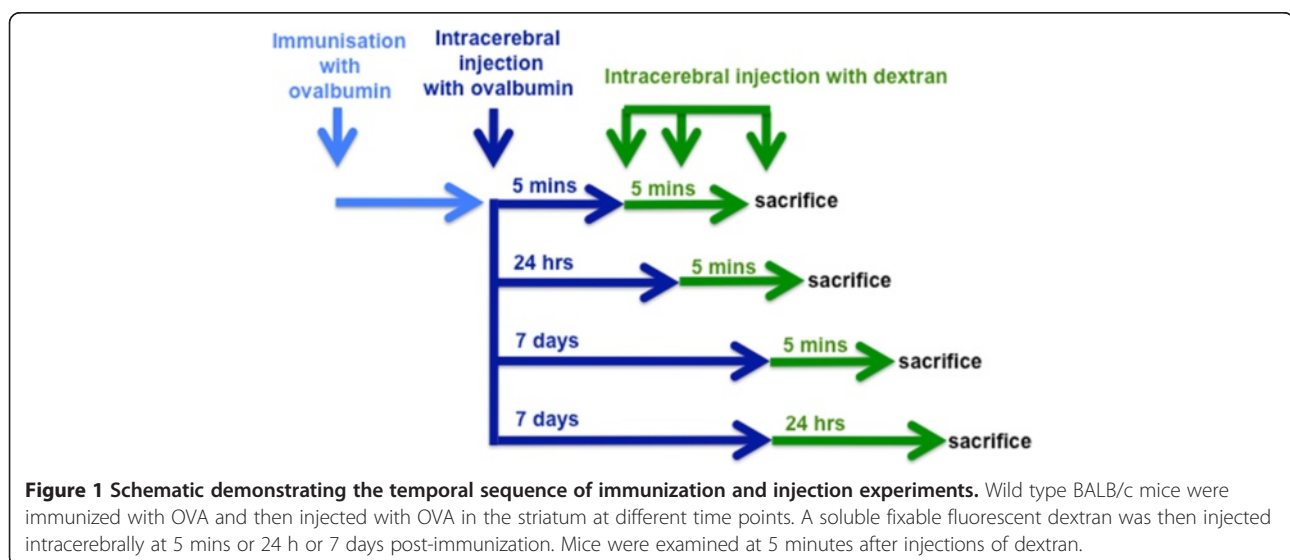 Immunisation
with
ovalbumin
Intracerebral
injection
with ovalbumin
Intracerebral injection with dextran
5 mins
5 mins
sacrifice
24 hrs
5 mins
sacrifice
7 days
5 mins
sacrifice
7 days
24 hrs
sacrifice
Figure 1 Schematic demonstrating the temporal sequence of immunization and injection experiments. Wild type BALB/c mice were
immunized with OVA and then injected with OVA in the striatum at different time points. A soluble fixable fluorescent dextran was then injected
intracerebrally at 5 mins or 24 h or 7 days post-immunization. Mice were examined at 5 minutes after injections of dextran.